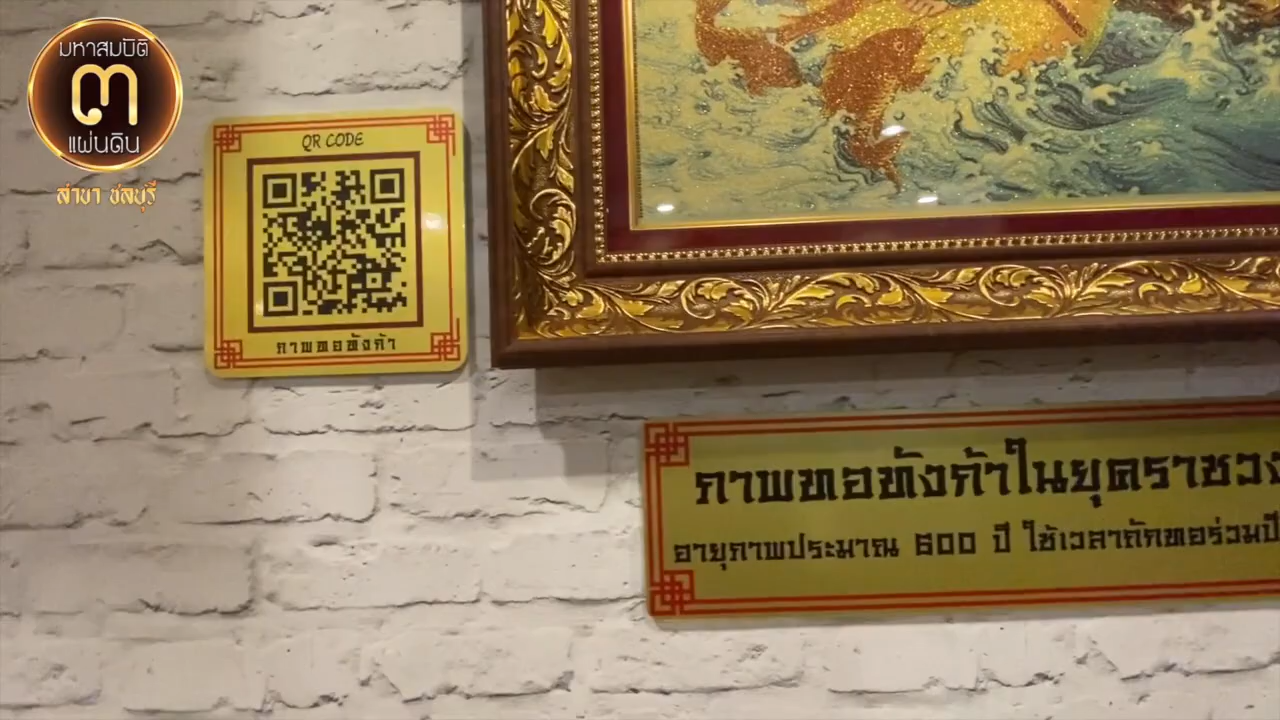 มหาสมบัติ
๓
แผ่นดิน
สาขา ชลบุรี
QR CODE
ภาพทอทังก้า
ภาพทอทังก้าในยุคราชวง
อายุภาพประมาณ 600 ปี ใช้เวลาถักทอร่วมปี